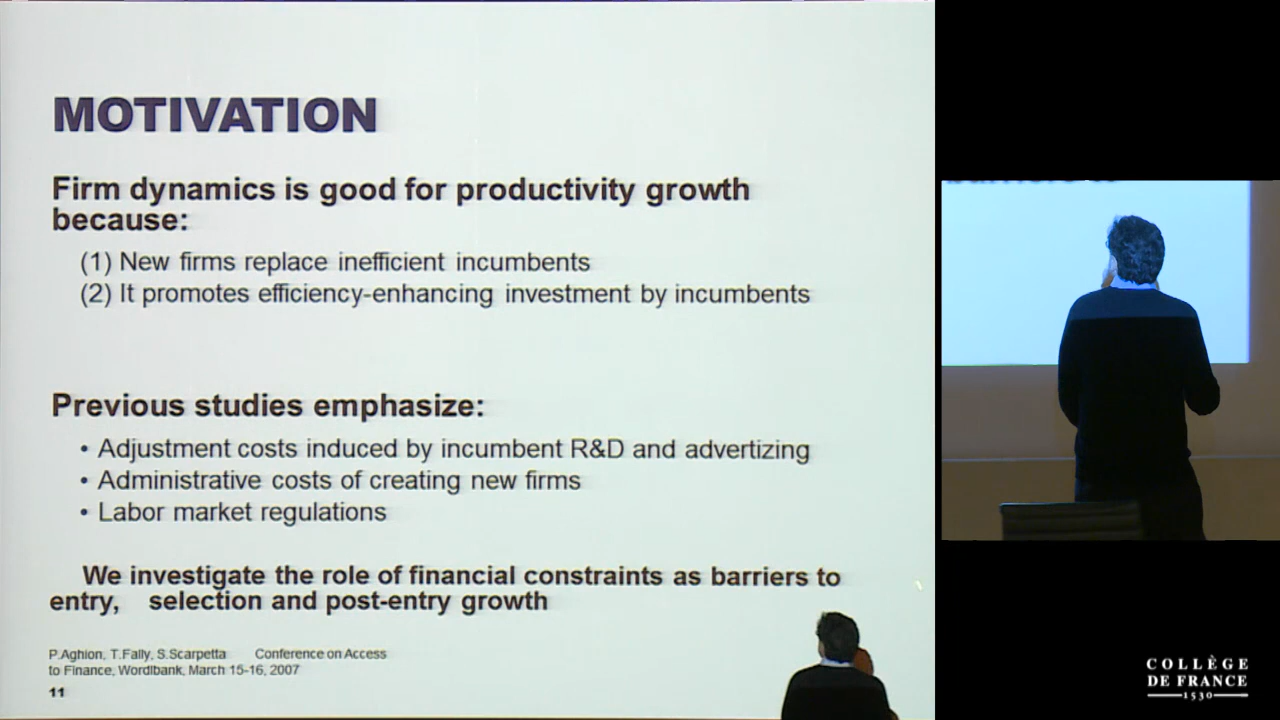 MOTIVATION
Firm dynamics is good for productivity growth
because:
(1) New firms replace inefficient incumbents
(2) It promotes efficiency-enhancing investment by incumbents
Previous studies emphasize:
• Adjustment costs induced by incumbent R&D and advertizing
• Administrative costs of creating new firms
• Labor market regulations
We investigate the role of financial constraints as barriers to
entry, selection and post-entry growth
P.Aghion, T.Fally, S.Scarpetta Conference on Access
to Finance, Wordlbank, March 15-16, 2007
11
COLLÈGE
DE FRANCE
1530